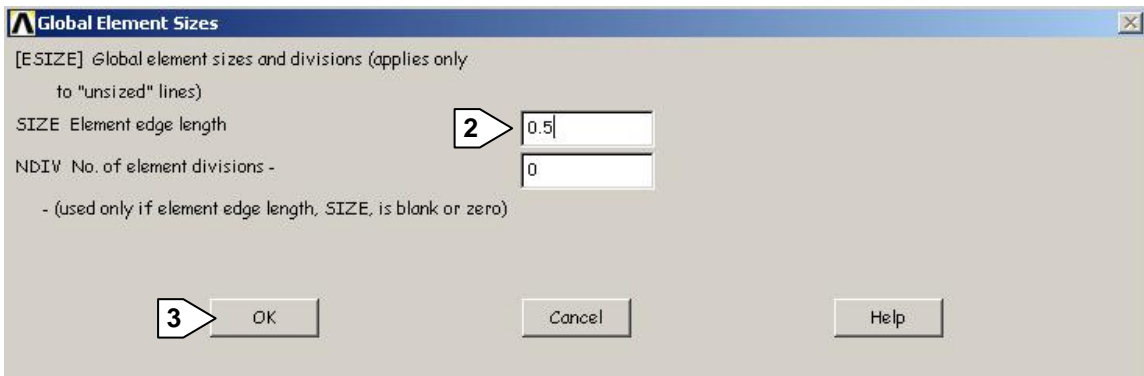 Global Element Sizes
[ESIZE] Global element sizes and divisions (applies only
to "unsized" lines)
SIZE Element edge length
2
0.5
NDIV No. of element divisions -
0
- (used only if element edge length, SIZE, is blank or zero)
3
OK
Cancel
Help